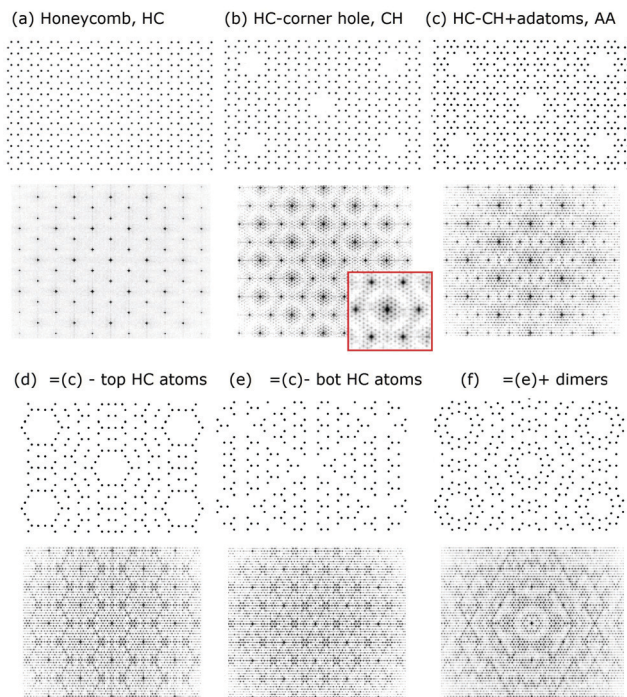 (a) Honeycomb, HC
(b) HC-corner hole, CH
(c) HC-CH+adatoms, AA
(d) =(c) - top HC atoms
(e) =(c)- bot HC atoms
(f) =(e)+ dimers